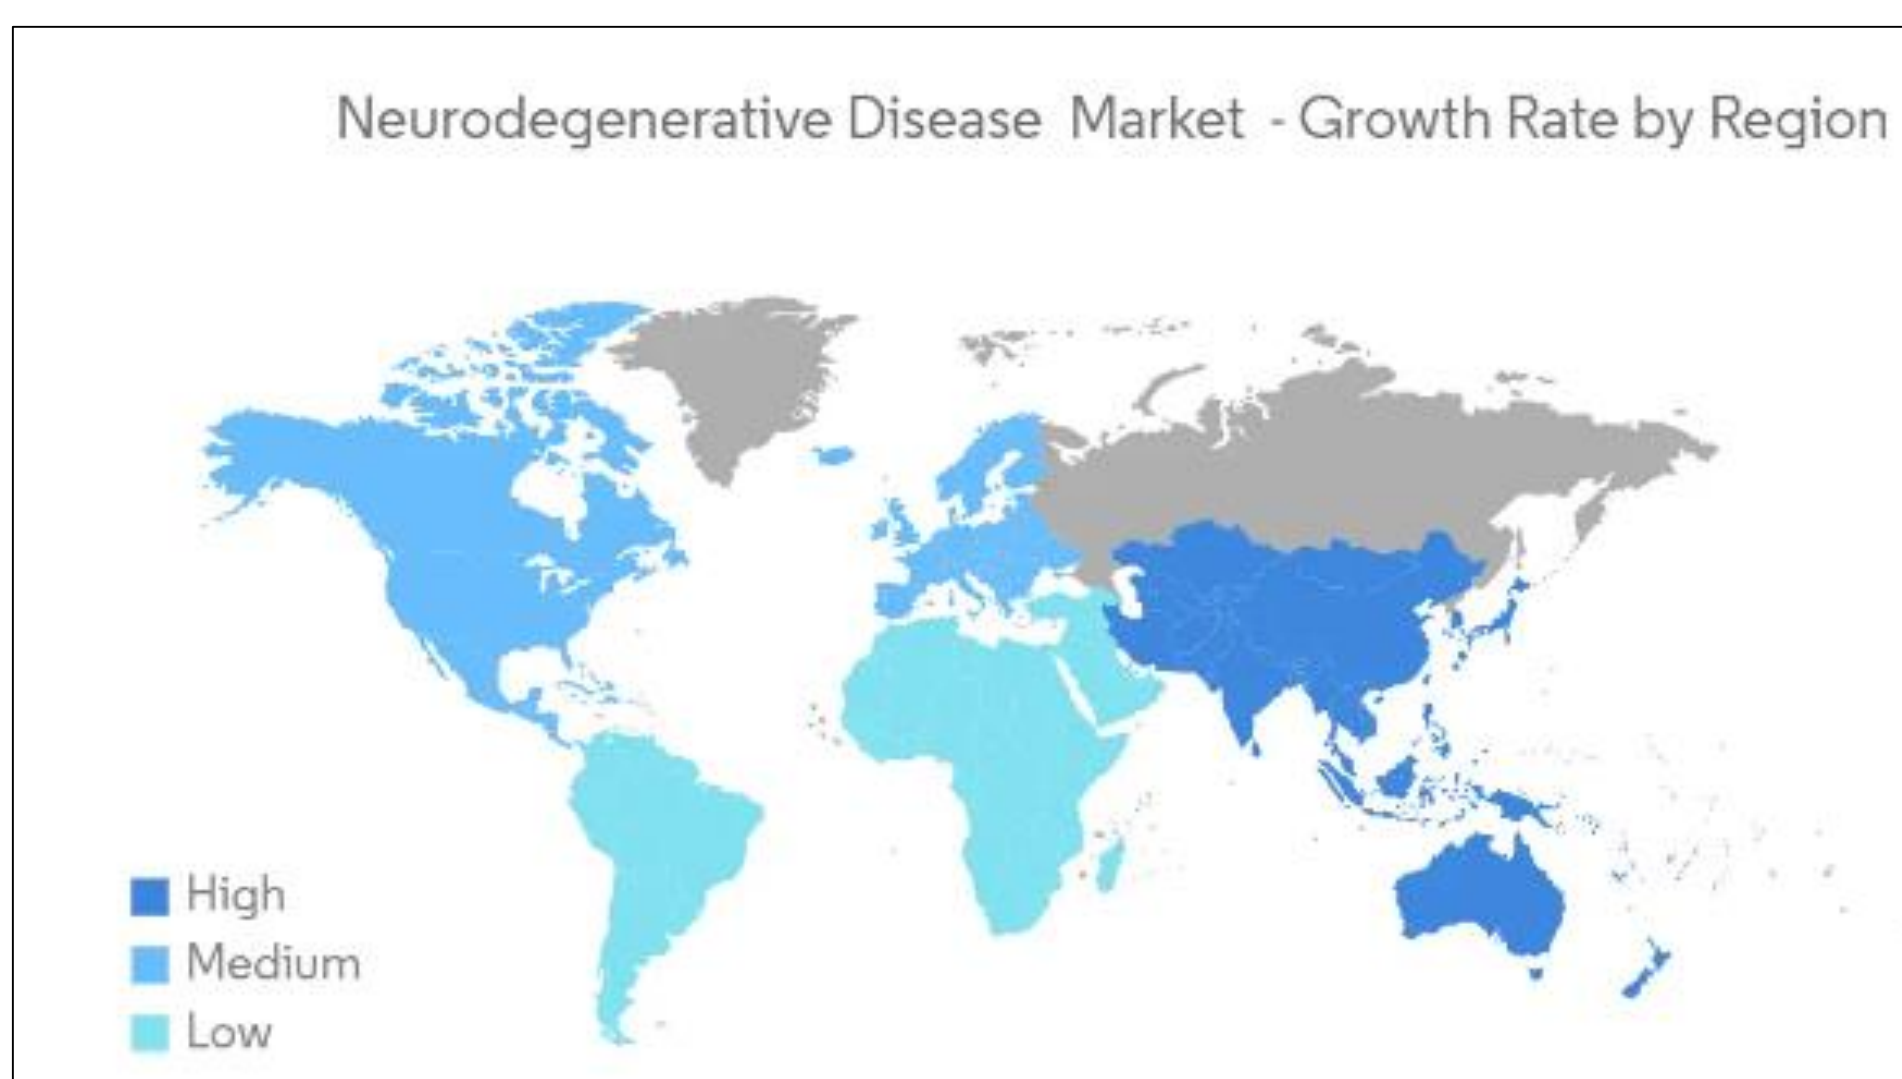 Neurodegenerative Disease Market - Growth Rate by Region
High
Medium
Low